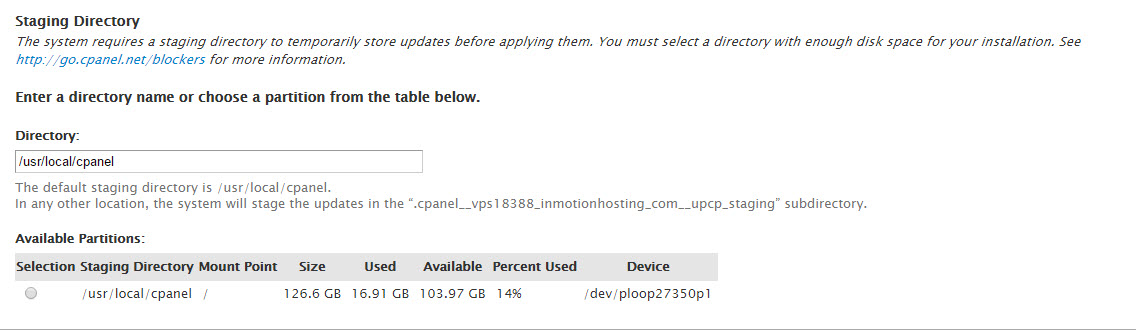 Staging Directory
The system requires a staging directory to temporarily store updates before applying them. You must select a directory with enough disk space for your installation. See
http://go.cpanel.net/blockers for more information.
Enter a directory name or choose a partition from the table below.
Directory:
/usr/local/cpanel
The default staging directory is /usr/local/cpanel.
In any other location, the system will stage the updates in the “.cpanel__vps18388_inmotionhosting_com__upcp_staging” subdirectory.
Available Partitions:
Selection Staging Directory Mount Point Size Used Available Percent Used Device
/usr/local/cpanel / 126.6 GB 16.91 GB 103.97 GB 14% /dev/ploop27350p1